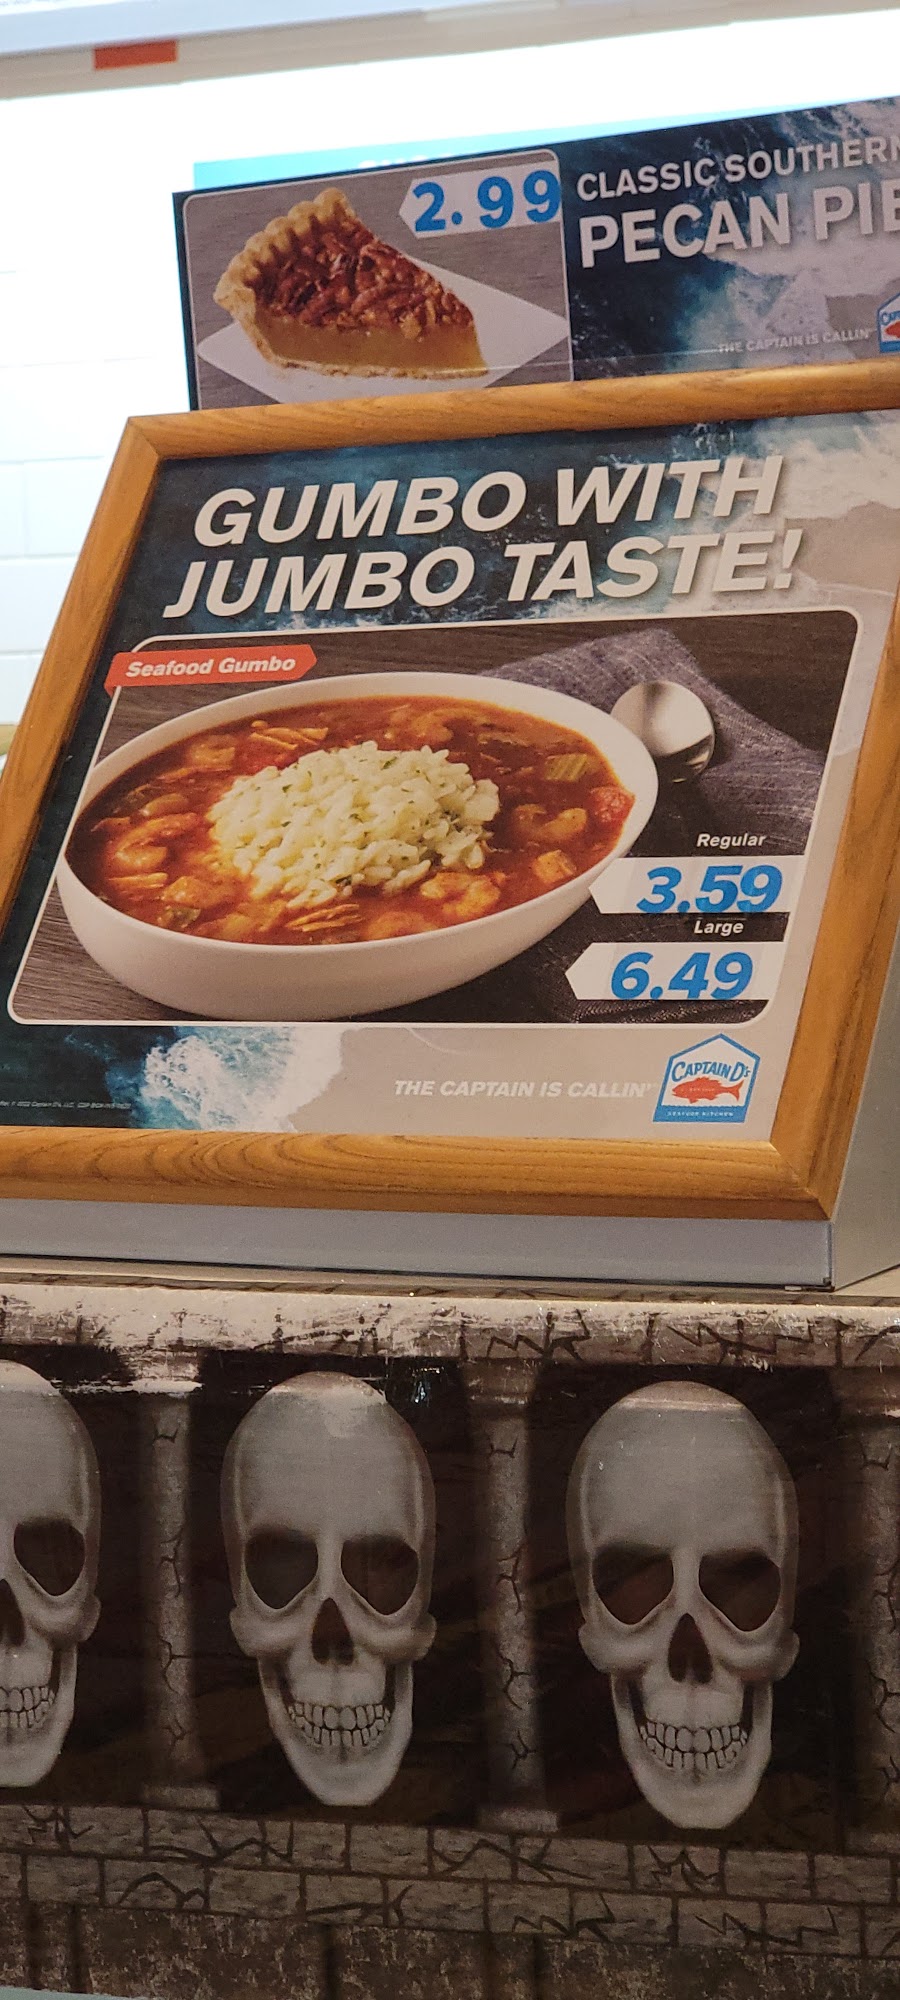 2.99
CLASSIC SOUTHERN
PECAN PIE
THE CAPTAIN IS CALLIN'
GUMBO WITH
JUMBO TASTE!
Seafood Gumbo
Regular
3.59
Large
6.49
THE CAPTAIN IS CALLIN'
CAPTAIN D's
SEAFOOD KITCHEN